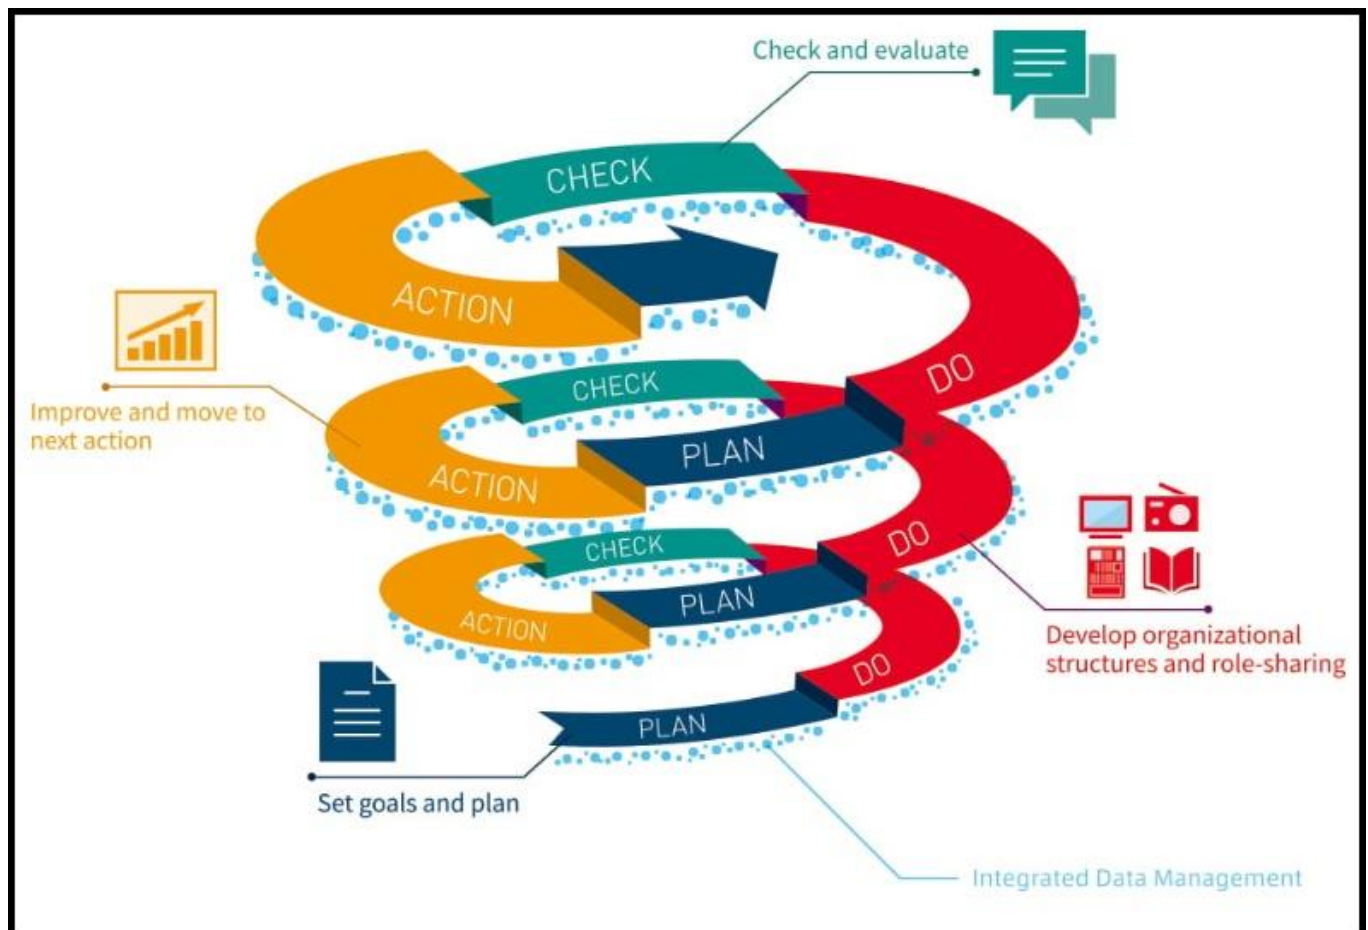 Check and evaluate
CHECK
ACTION
DO
Improve and move to
next action
CHECK
PLAN
ACTION
DO
CHECK
PLAN
ACTION
Develop organizational
structures and role-sharing
DO
PLAN
Set goals and plan
Integrated Data Management